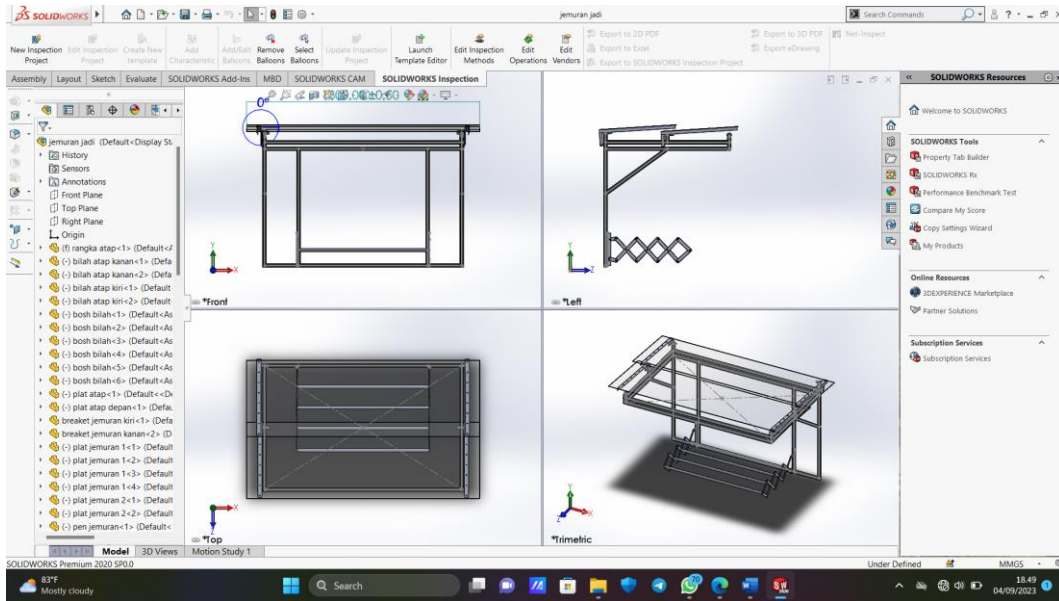 SOLIDWORKS
jemuran jadi
Search Commands
New Inspection Project
Edit Inspection Project
Create New template
Add Characteristic
Add/Edit Balloons
Remove Balloons
Select Balloons
Update Inspection Project
Launch Template Editor
Edit Inspection Methods
Edit Operations
Edit Vendors
Export to 2D PDF
Export to Excel
Export to SOLIDWORKS Inspection Project
Export to 3D PDF
Export eDrawing
Net-Inspect
Assembly
Layout
Sketch
Evaluate
SOLIDWORKS Add-Ins
MBD
SOLIDWORKS CAM
SOLIDWORKS Inspection
SOLIDWORKS Resources
jemuran jadi (Default<Display St
History
Sensors
Annotations
Front Plane
Top Plane
Right Plane
Origin
(f) rangka atap<1> (Default<
(-) bilah atap kanan<1> (Defa
(-) bilah atap kanan<2> (Defa
(-) bilah atap kiri<1> (Default
(-) bilah atap kiri<2> (Default
(-) bosh bilah<1> (Default<As
(-) bosh bilah<2> (Default<As
(-) bosh bilah<3> (Default<As
(-) bosh bilah<4> (Default<As
(-) bosh bilah<5> (Default<As
(-) bosh bilah<6> (Default<As
(-) plat atap<1> (Default<<De
(-) plat atap depan<1> (Defau
breaket jemuran kiri<1> (Defa
breaket jemuran kanan<2> (D
(-) plat jemuran 1<1> (Default
(-) plat jemuran 1<2> (Default
(-) plat jemuran 1<3> (Default
(-) plat jemuran 1<4> (Default
(-) plat jemuran 2<1> (Default
(-) plat jemuran 2<2> (Default
(-) pen jemuran<1> (Default<
0°
Y
X
*Front
Y
Z
*Left
X
*Top
Y
X
Z
*Trimetric
Welcome to SOLIDWORKS
SOLIDWORKS Tools
Property Tab Builder
SOLIDWORKS Rx
Performance Benchmark Test
Compare My Score
Copy Settings Wizard
My Products
Online Resources
3DEXPERIENCE Marketplace
Partner Solutions
Subscription Services
Subscription Services
Model
3D Views
Motion Study 1
SOLIDWORKS Premium 2020 SP0.0
Under Defined
MMGS
83°F
Mostly cloudy
Search
70
18.49
04/09/2023